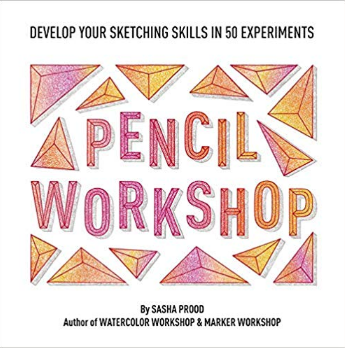 DEVELOP YOUR SKETCHING SKILLS IN 50 EXPERIMENTS
PENCIL
WORKSHOP
By SASHA PROOD
Author of WATERCOLOR WORKSHOP & MARKER WORKSHOP